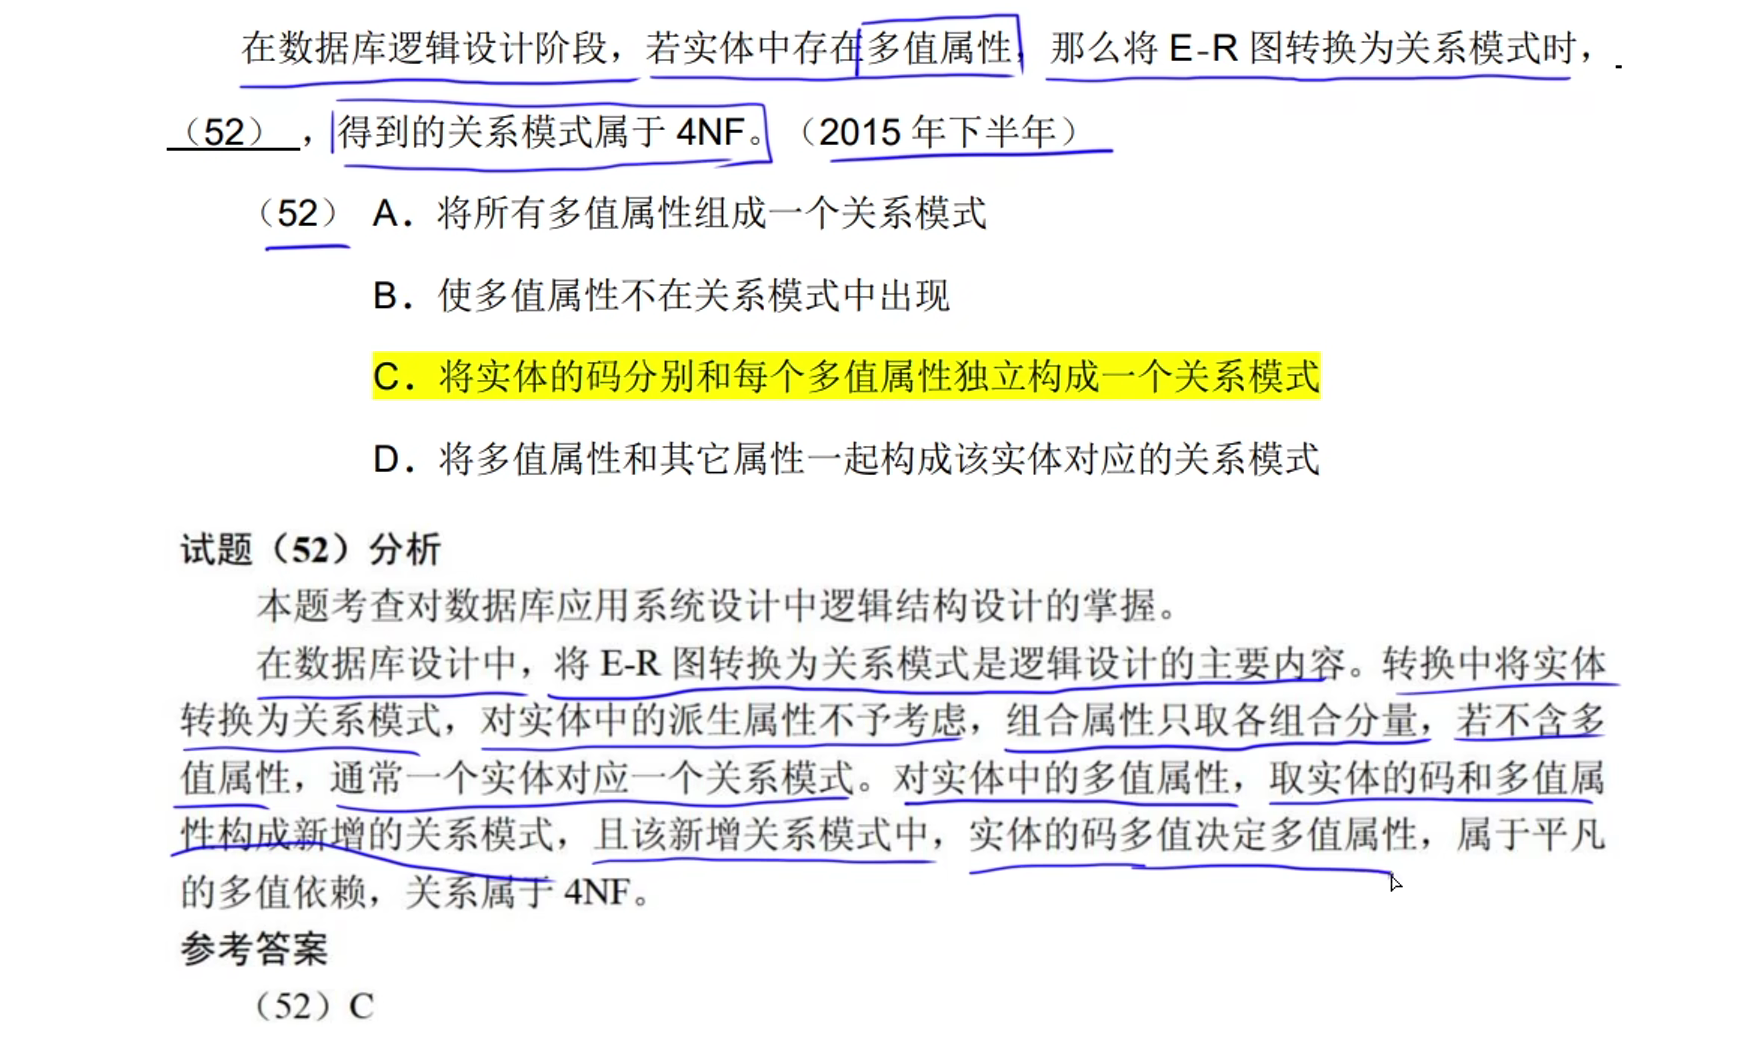 在数据库逻辑设计阶段，若实体中存在多值属性，那么将 E-R 图转换为关系模式时，
（52），得到的关系模式属于 4NF。（2015 年下半年）
（52） A．将所有多值属性组成一个关系模式
B．使多值属性不在关系模式中出现
C．将实体的码分别和每个多值属性独立构成一个关系模式
D．将多值属性和其它属性一起构成该实体对应的关系模式
试题（52）分析
本题考查对数据库应用系统设计中逻辑结构设计的掌握。
在数据库设计中，将 E-R 图转换为关系模式是逻辑设计的主要内容。转换中将实体
转换为关系模式，对实体中的派生属性不予考虑，组合属性只取各组合分量，若不含多
值属性，通常一个实体对应一个关系模式。对实体中的多值属性，取实体的码和多值属
性构成新增的关系模式，且该新增关系模式中，实体的码多值决定多值属性，属于平凡
的多值依赖，关系属于 4NF。
参考答案
（52）C